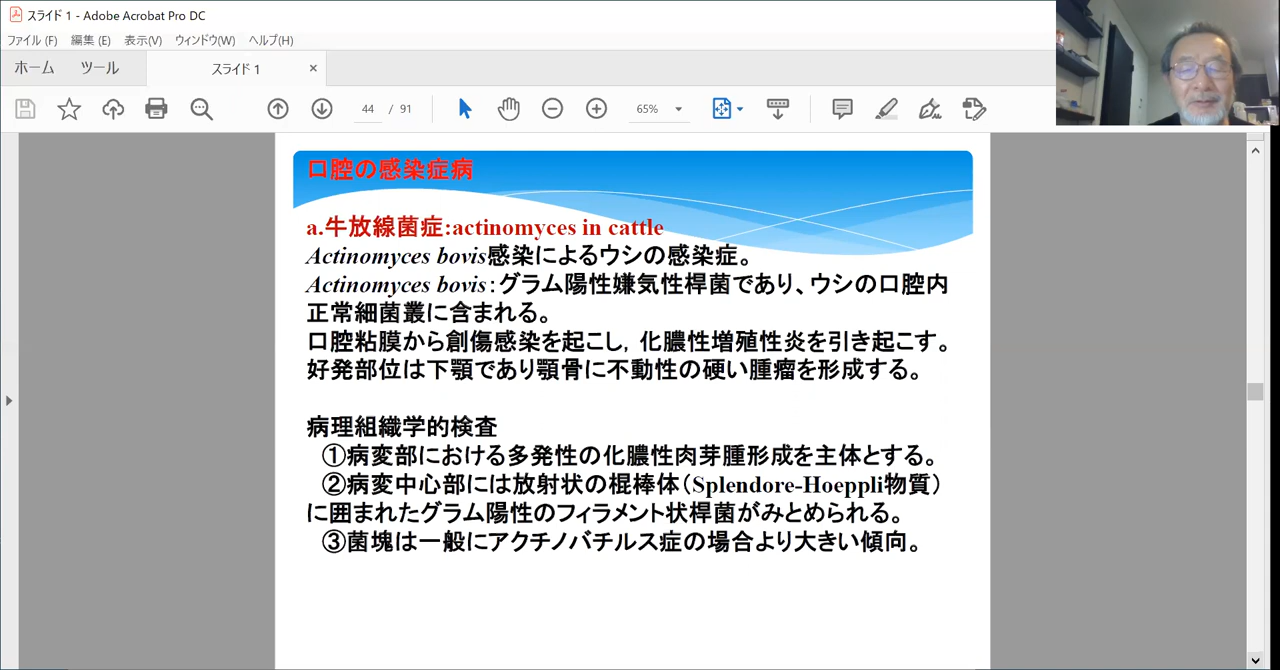 スライド 1 - Adobe Acrobat Pro DC
ファイル (F) 編集 (E) 表示(V) ウィンドウ(W) ヘルプ(H)
ホーム ツール スライド 1 ×
44 / 91 65%
口腔の感染症病
a.牛放線菌症:actinomyces in cattle
Actinomyces bovis感染によるウシの感染症。
Actinomyces bovis：グラム陽性嫌気性桿菌であり、ウシの口腔内
正常細菌叢に含まれる。
口腔粘膜から創傷感染を起こし，化膿性増殖性炎を引き起こす。
好発部位は下顎であり顎骨に不動性の硬い腫瘤を形成する。
病理組織学的検査
①病変部における多発性の化膿性肉芽腫形成を主体とする。
②病変中心部には放射状の棍棒体（Splendore-Hoeppli物質）
に囲まれたグラム陽性のフィラメント状桿菌がみとめられる。
③菌塊は一般にアクチノバチルス症の場合より大きい傾向。